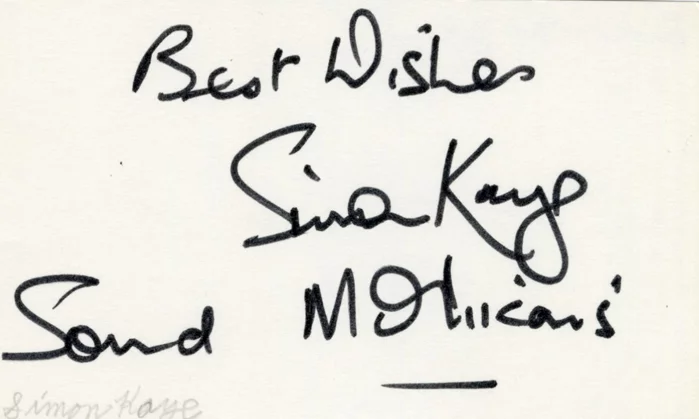 Best Wishes
Simon Kaye
Sound Mohicans
Simon Kaye